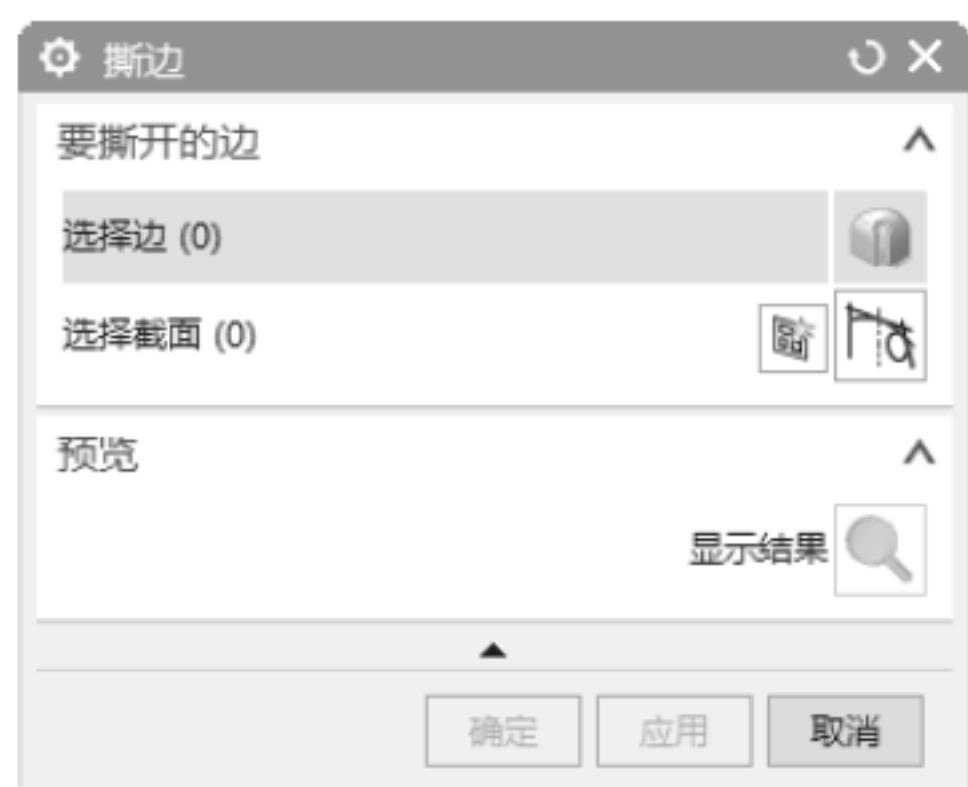 撕边
要撕开的边
选择边 (0)
选择截面 (0)
预览
显示结果
确定 应用 取消